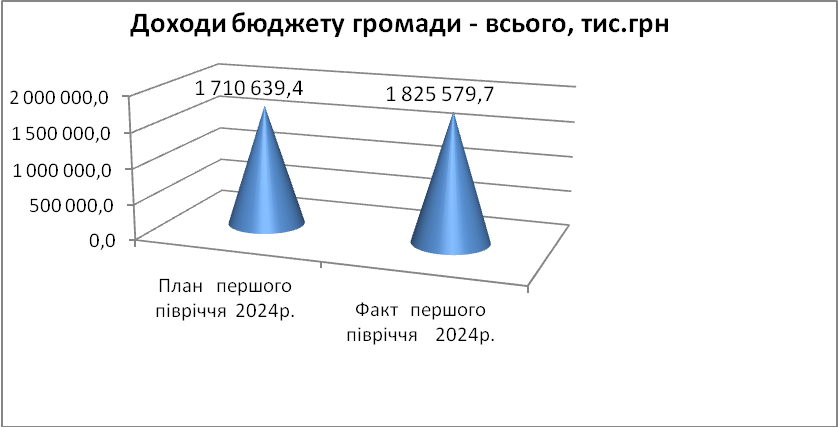 Доходи бюджету громади - всього, тис.грн
1 710 639,4
1 825 579,7
2 000 000,0
1 500 000,0
1 000 000,0
500 000,0
0,0
План першого
півріччя 2024р.
Факт першого
півріччя 2024р.